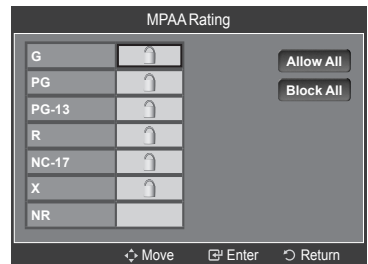 MPAA Rating
G
PG
PG-13
R
NC-17
X
NR
Allow All
Block All
Move Enter Return